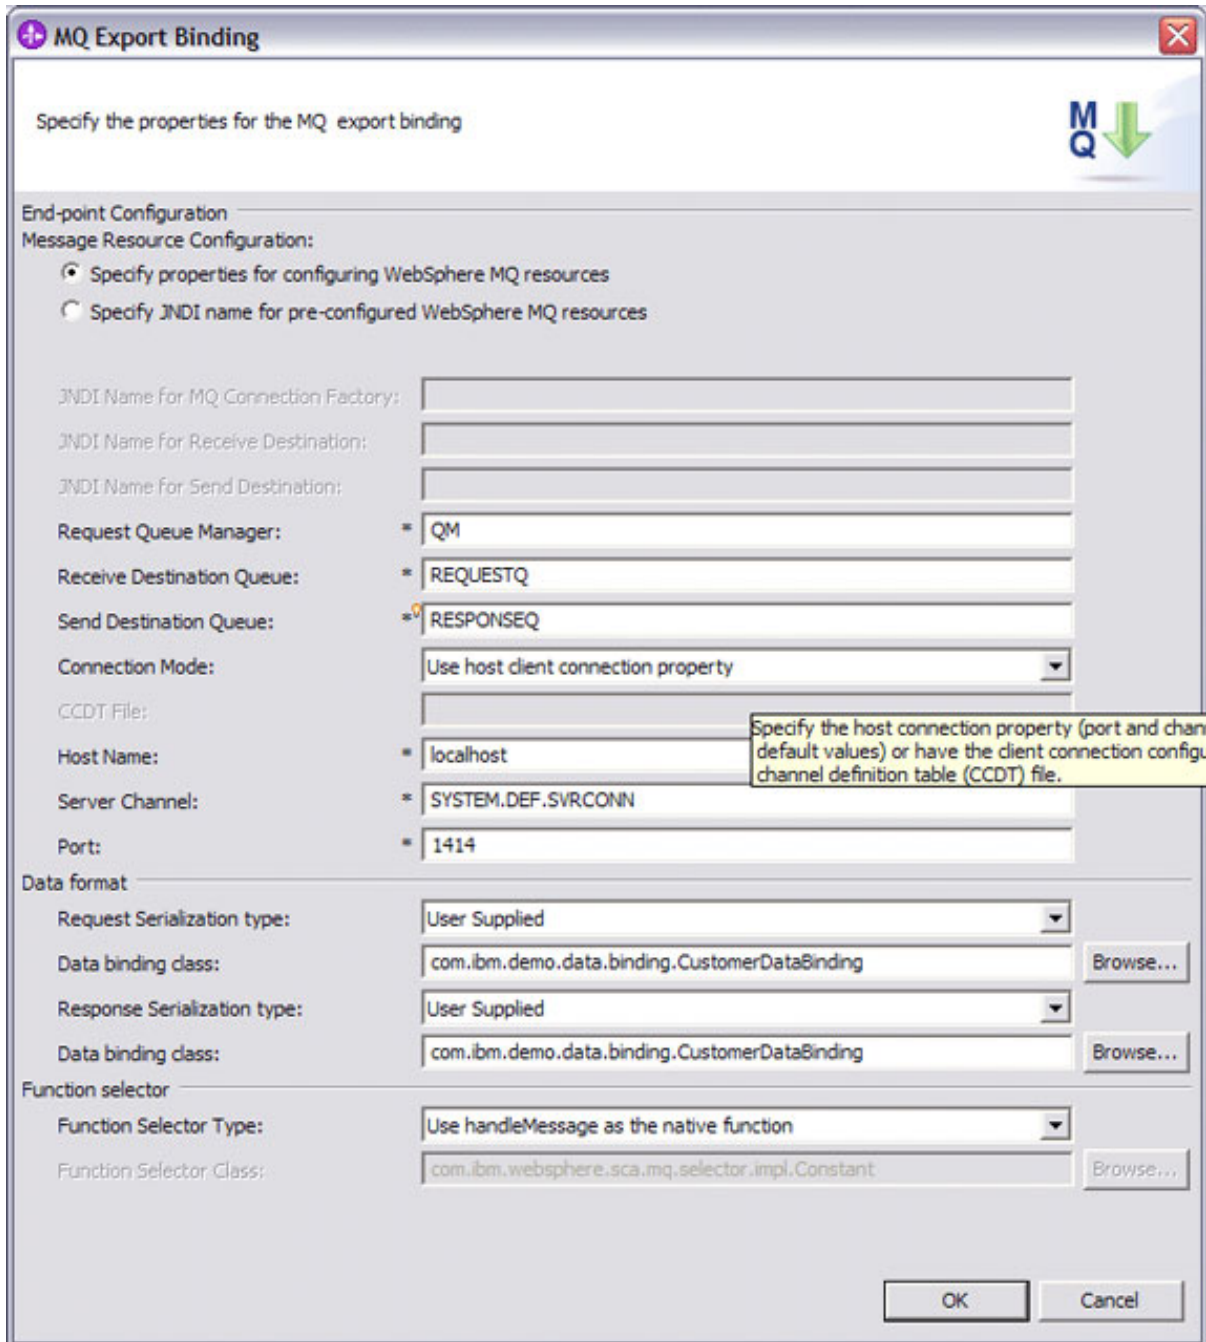 MQ Export Binding
Specify the properties for the MQ export binding
M
Q
End-point Configuration
Message Resource Configuration:
Specify properties for configuring WebSphere MQ resources
Specify JNDI name for pre-configured WebSphere MQ resources
JNDI Name for MQ Connection Factory:
JNDI Name for Receive Destination:
JNDI Name for Send Destination:
Request Queue Manager: * QM
Receive Destination Queue: * REQUESTQ
Send Destination Queue: * RESPONSEQ
Connection Mode: Use host client connection property
CCDT File:
Specify the host connection property (port and chan
default values) or have the client connection configu
channel definition table (CCDT) file.
Host Name: * localhost
Server Channel: * SYSTEM.DEF.SVRCONN
Port: * 1414
Data format
Request Serialization type: User Supplied
Data binding class: com.ibm.demo.data.binding.CustomerDataBinding Browse...
Response Serialization type: User Supplied
Data binding class: com.ibm.demo.data.binding.CustomerDataBinding Browse...
Function selector
Function Selector Type: Use handleMessage as the native function
Function Selector Class: com.ibm.websphere.sca.mq.selector.impl.Constant Browse...
OK Cancel